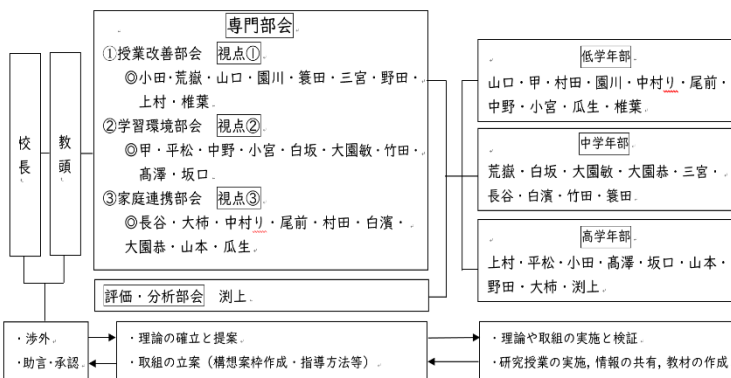 校長
教頭
専門部会
①授業改善部会 視点①
◎小田・荒嶽・山口・園川・簑田・三宮・野田・
上村・椎葉
②学習環境部会 視点②
◎甲・平松・中野・小宮・白坂・大園敏・竹田・
髙澤・坂口
③家庭連携部会 視点③
◎長谷・大柿・中村り・尾前・村田・白濱・
大園恭・山本・瓜生
評価・分析部会 渕上
低学年部
山口・甲・村田・園川・中村り・尾前・
中野・小宮・瓜生・椎葉
中学年部
荒嶽・白坂・大園敏・大園恭・三宮・
長谷・白濱・竹田・簑田
高学年部
上村・平松・小田・髙澤・坂口・山本・
野田・大柿・渕上
・渉外
・助言・承認
・理論の確立と提案
・取組の立案（構想案枠作成・指導方法等）
・理論や取組の実施と検証
・研究授業の実施，情報の共有，教材の作成